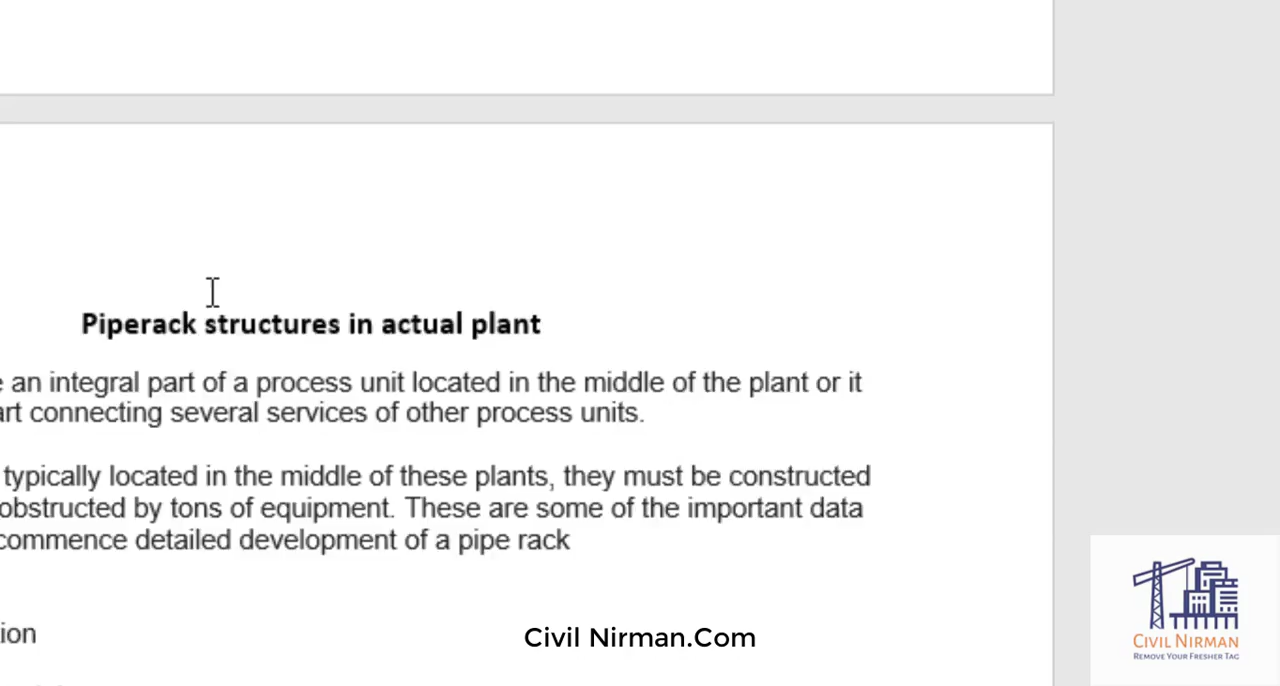 Piperack structures in actual plant
an integral part of a process unit located in the middle of the plant or it
connecting several services of other process units.
typically located in the middle of these plants, they must be constructed
obstructed by tons of equipment. These are some of the important data
commence detailed development of a pipe rack
Civil Nirman.Com
CIVIL NIRMAN
REMOVE YOUR FRESHER TAG